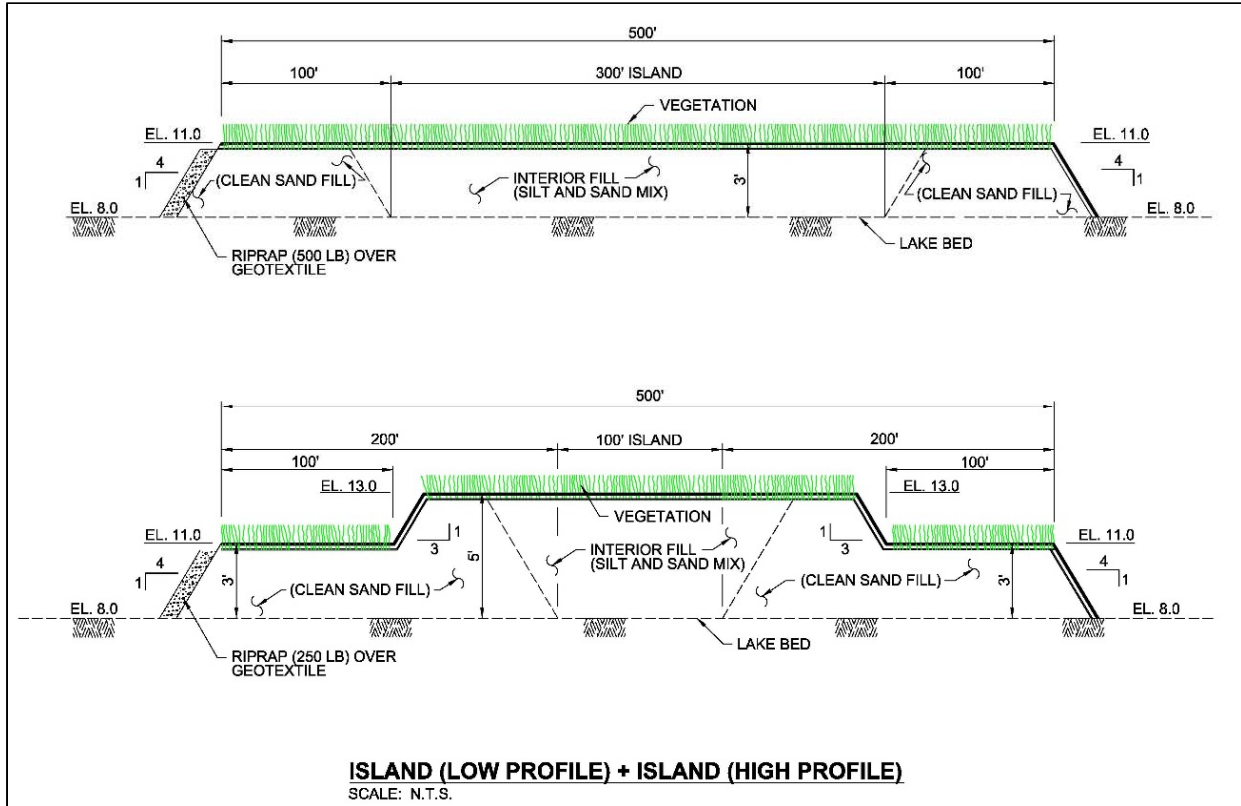 500'
100'
300' ISLAND
100'
VEGETATION
EL. 11.0
EL. 11.0
4
1
(CLEAN SAND FILL)
INTERIOR FILL
(SILT AND SAND MIX)
3'
(CLEAN SAND FILL)
4
1
EL. 8.0
EL. 8.0
LAKE BED
RIPRAP (500 LB) OVER
GEOTEXTILE
500'
200'
100' ISLAND
200'
100'
100'
EL. 13.0
EL. 13.0
VEGETATION
EL. 11.0
EL. 11.0
1
3
1
3
4
1
3'
(CLEAN SAND FILL)
5'
INTERIOR FILL
(SILT AND SAND MIX)
(CLEAN SAND FILL)
3'
4
1
EL. 8.0
EL. 8.0
LAKE BED
RIPRAP (250 LB) OVER
GEOTEXTILE
ISLAND (LOW PROFILE) + ISLAND (HIGH PROFILE)
SCALE: N.T.S.